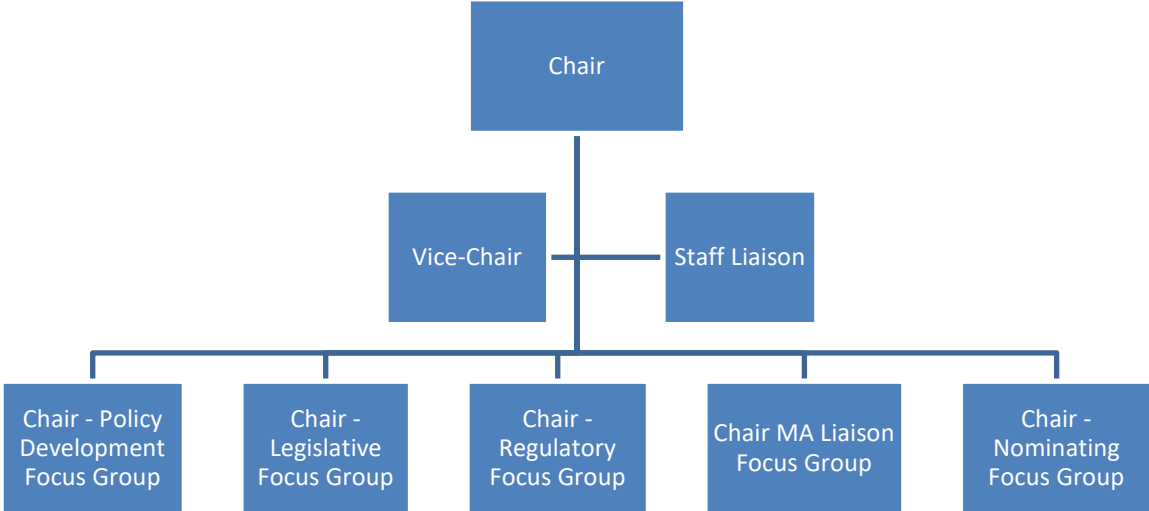 Chair
Vice-Chair
Staff Liaison
Chair - Policy
Development
Focus Group
Chair -
Legislative
Focus Group
Chair -
Regulatory
Focus Group
Chair MA Liaison
Focus Group
Chair -
Nominating
Focus Group